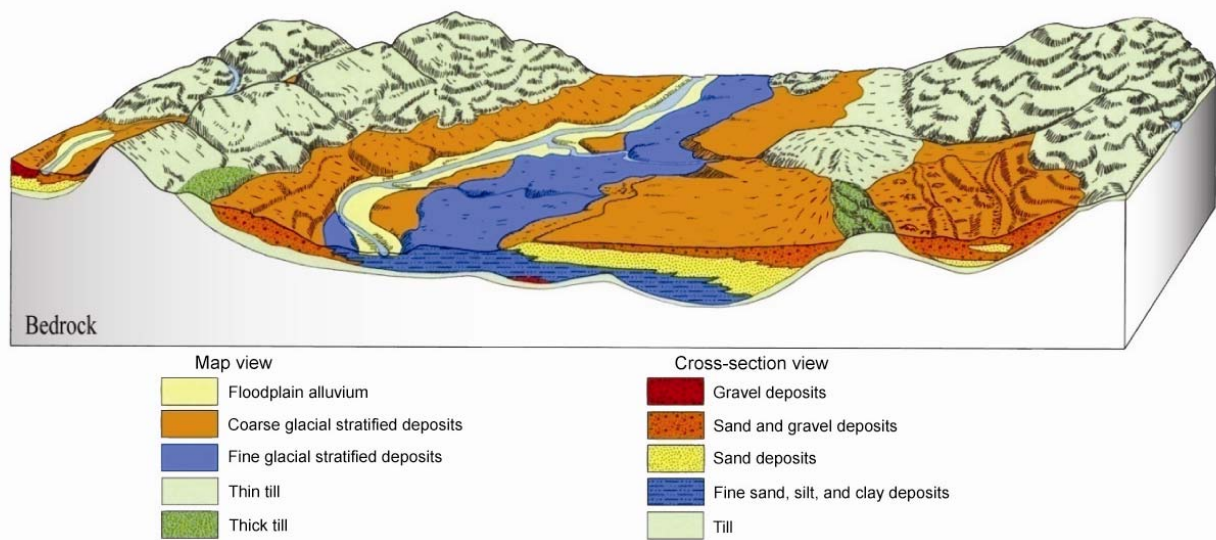 Bedrock
Map view
Floodplain alluvium
Coarse glacial stratified deposits
Fine glacial stratified deposits
Thin till
Thick till
Cross-section view
Gravel deposits
Sand and gravel deposits
Sand deposits
Fine sand, silt, and clay deposits
Till